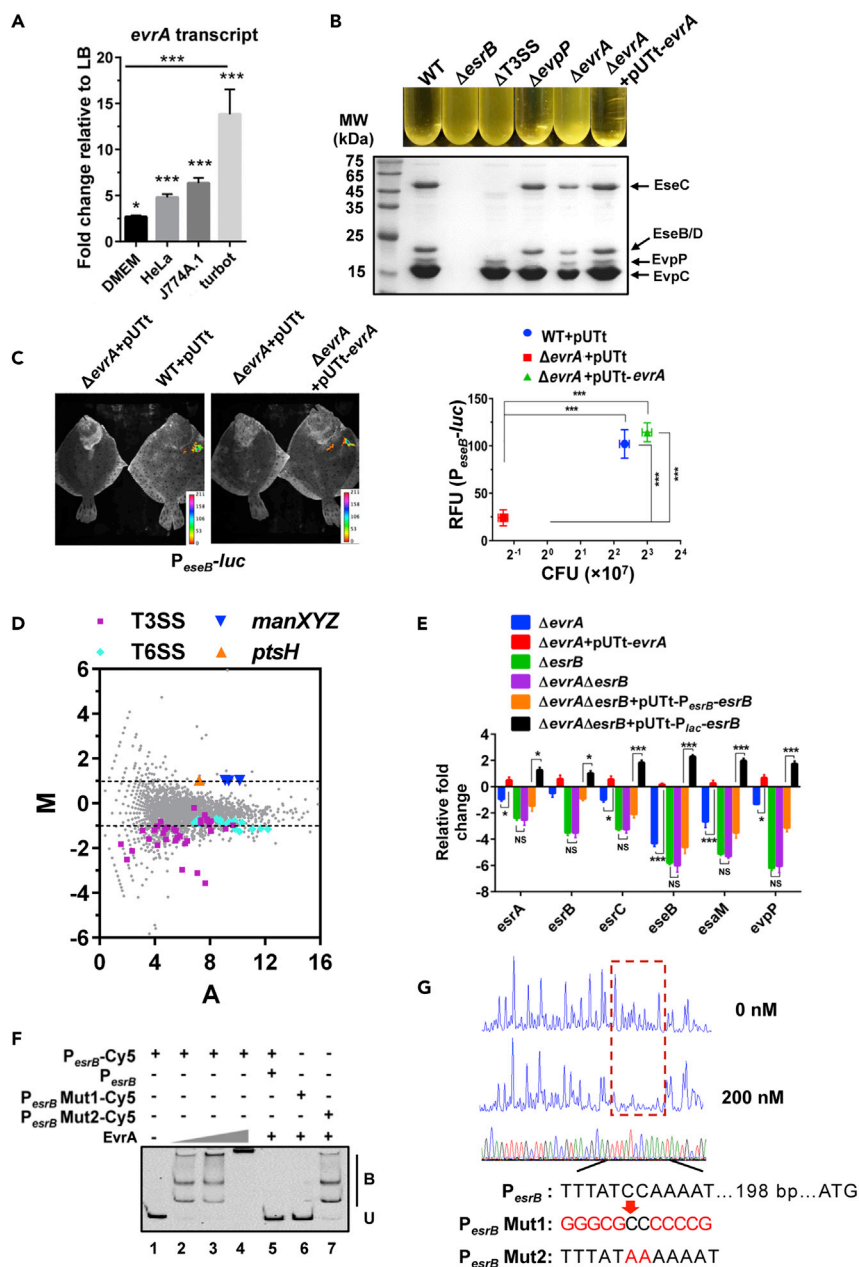 A
evrA transcript
Fold change relative to LB
20
15
10
5
0
***
*
***
***
***
DMEM
HeLa
J774A.1
turbot
B
WT
ΔesrB
ΔT3SS
ΔevpP
ΔevrA
ΔevrA
+pUTt-evrA
MW
(kDa)
75
65
45
35
25
15
EseC
EseB/D
EvpP
EvpC
C
ΔevrA+pUTt
WT+pUTt
ΔevrA+pUTt
ΔevrA
+pUTt-evrA
211
158
106
53
0
211
158
106
53
0
PeseB-luc
WT+pUTt
ΔevrA+pUTt
ΔevrA+pUTt-evrA
RFU (PeseB-luc)
150
100
50
0
***
***
***
***
2-1 20 21 22 23 24
CFU (×107)
D
T3SS manXYZ
T6SS ptsH
M
6
4
2
0
-2
-4
-6
0 4 8 12 16
A
E
ΔevrA
ΔevrA+pUTt-evrA
ΔesrB
ΔevrAΔesrB
ΔevrAΔesrB+pUTt-PesrB-esrB
ΔevrAΔesrB+pUTt-Plac-esrB
Relative fold
change
4
2
0
-2
-4
-6
-8
* * *** *** *** ***
* * *** *** *
NS NS NS NS NS NS
esrA
esrB
esrC
eseB
esaM
evpP
F
PesrB-Cy5 + + + + + - -
PesrB - - - - + - -
PesrB Mut1-Cy5 - - - - - + -
PesrB Mut2-Cy5 - - - - - - +
EvrA - + + +
B
U
1 2 3 4 5 6 7
G
0 nM
200 nM
PesrB : TTTATCCAAAAT... 198 bp...ATG
PesrB Mut1: GGGCGCCCCCCG
PesrB Mut2: TTTATAAAAAAT